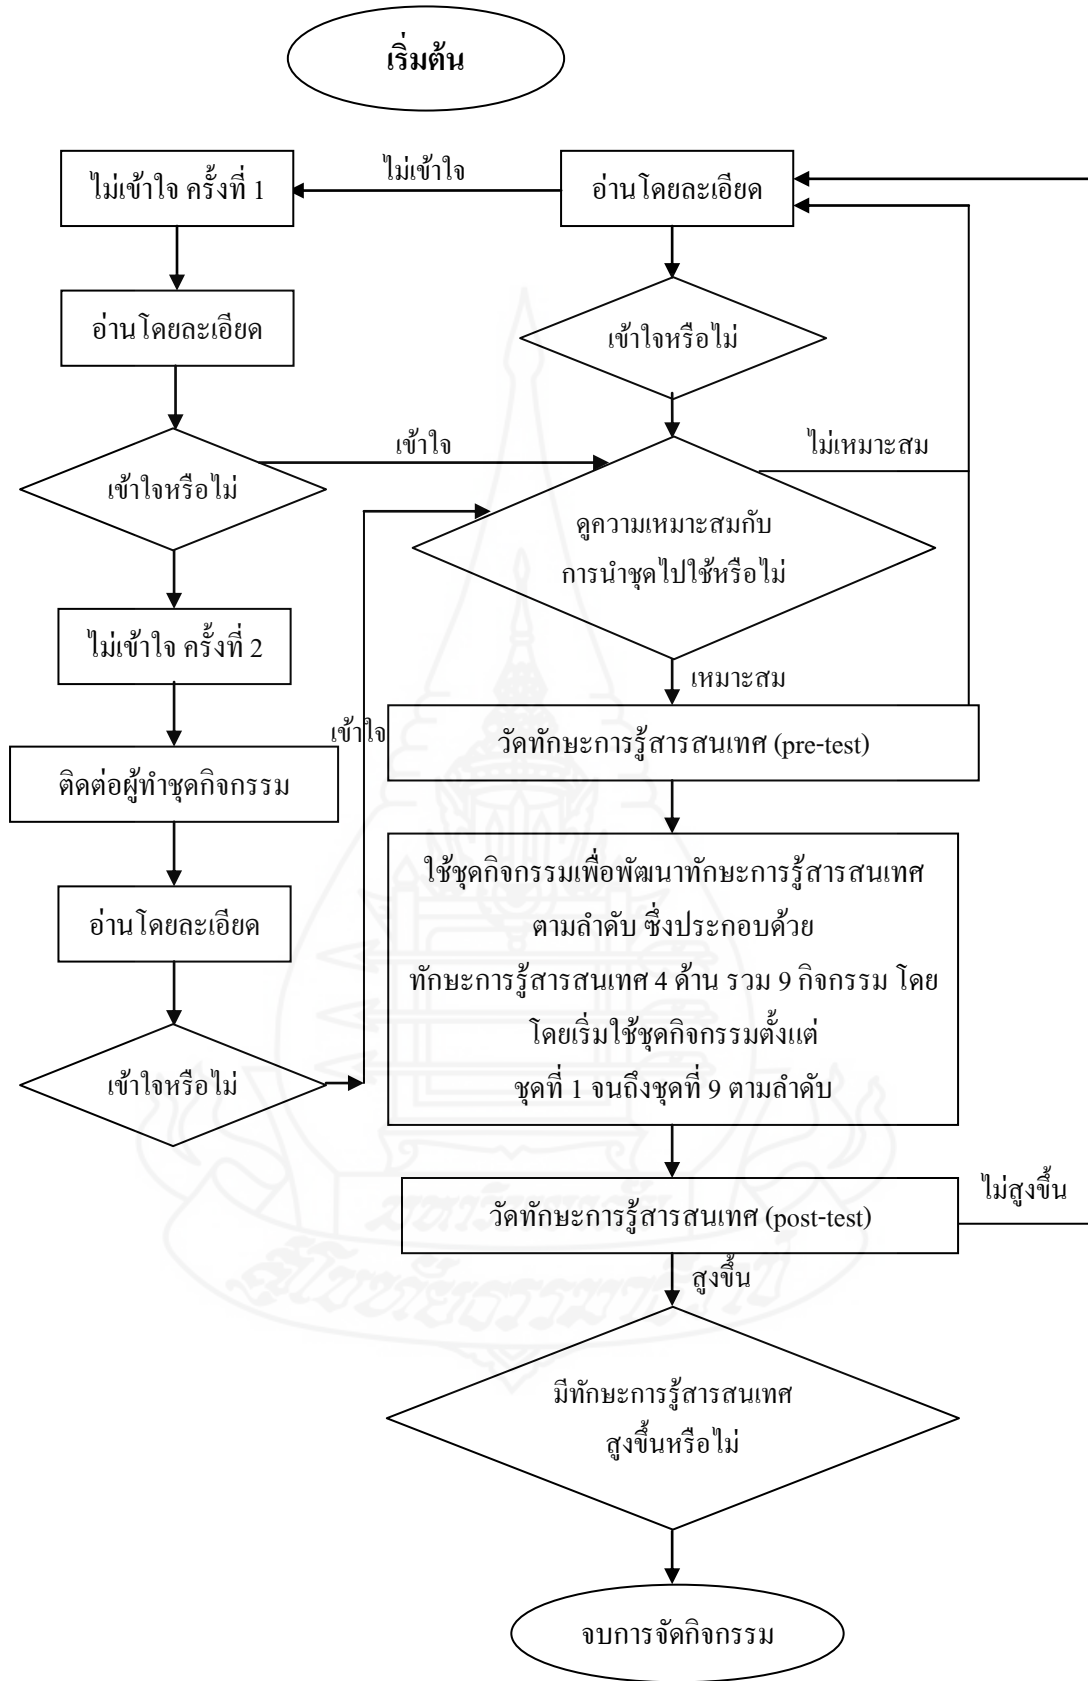 เริ่มต้น
ไม่เข้าใจ ครั้งที่ 1
ไม่เข้าใจ
อ่านโดยละเอียด
อ่านโดยละเอียด
เข้าใจหรือไม่
เข้าใจ
ไม่เหมาะสม
เข้าใจหรือไม่
ดูความเหมาะสมกับ
การนำชุดไปใช้หรือไม่
ไม่เข้าใจ ครั้งที่ 2
เหมาะสม
เข้าใจ
วัดทักษะการรู้สารสนเทศ (pre-test)
ติดต่อผู้ทำชุดกิจกรรม
ใช้ชุดกิจกรรมเพื่อพัฒนาทักษะการรู้สารสนเทศ
ตามลำดับ ซึ่งประกอบด้วย
ทักษะการรู้สารสนเทศ 4 ด้าน รวม 9 กิจกรรม โดย
โดยเริ่มใช้ชุดกิจกรรมตั้งแต่
ชุดที่ 1 จนถึงชุดที่ 9 ตามลำดับ
อ่านโดยละเอียด
เข้าใจหรือไม่
ไม่สูงขึ้น
วัดทักษะการรู้สารสนเทศ (post-test)
สูงขึ้น
มีทักษะการรู้สารสนเทศ
สูงขึ้นหรือไม่
จบการจัดกิจกรรม